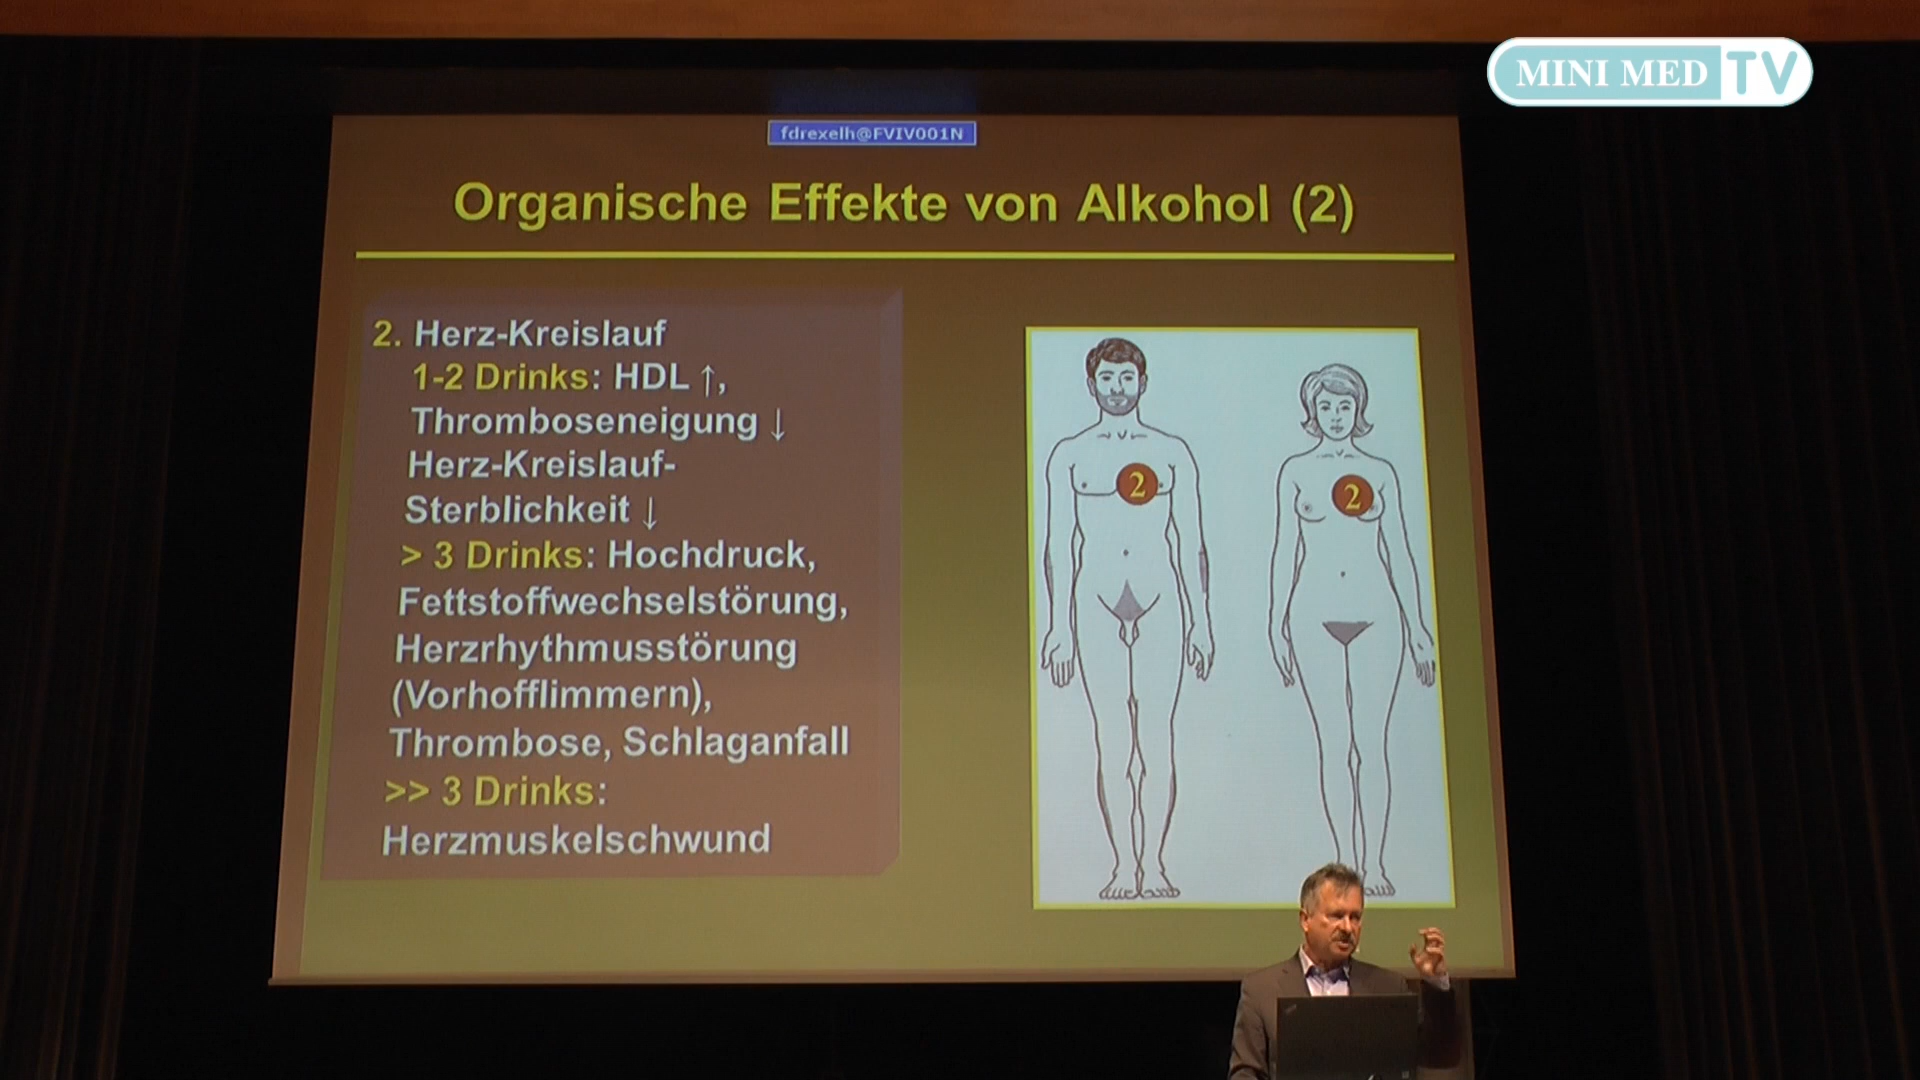 MINI MED TV
fdrexelh@FVIV001N
Organische Effekte von Alkohol (2)
2. Herz-Kreislauf
1-2 Drinks: HDL ↑,
Thromboseneigung ↓
Herz-Kreislauf-
Sterblichkeit ↓
> 3 Drinks: Hochdruck,
Fettstoffwechselstörung,
Herzrhythmusstörung
(Vorhofflimmern),
Thrombose, Schlaganfall
>> 3 Drinks:
Herzmuskelschwund
2
2